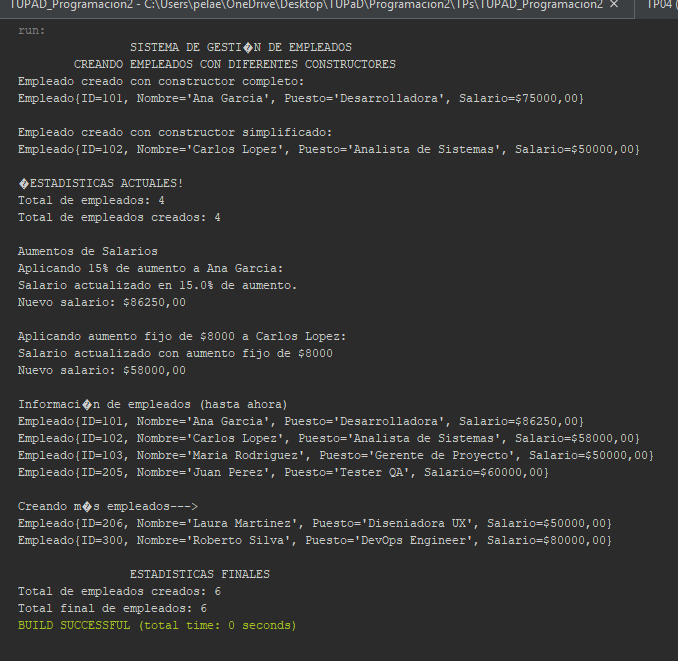 TUPAD_Programacion2 - C:\Users\pelae\OneDrive\Desktop\TUPaD\Programacion2\TPs\TUPAD_Programacion2 × TP04 (
run:
SISTEMA DE GESTI�N DE EMPLEADOS
CREANDO EMPLEADOS CON DIFERENTES CONSTRUCTORES
Empleado creado con constructor completo:
Empleado{ID=101, Nombre='Ana Garcia', Puesto='Desarrolladora', Salario=$75000,00}
Empleado creado con constructor simplificado:
Empleado{ID=102, Nombre='Carlos Lopez', Puesto='Analista de Sistemas', Salario=$50000,00}
�ESTADISTICAS ACTUALES!
Total de empleados: 4
Total de empleados creados: 4
Aumentos de Salarios
Aplicando 15% de aumento a Ana Garcia:
Salario actualizado en 15.0% de aumento.
Nuevo salario: $86250,00
Aplicando aumento fijo de $8000 a Carlos Lopez:
Salario actualizado con aumento fijo de $8000
Nuevo salario: $58000,00
Informaci�n de empleados (hasta ahora)
Empleado{ID=101, Nombre='Ana Garcia', Puesto='Desarrolladora', Salario=$86250,00}
Empleado{ID=102, Nombre='Carlos Lopez', Puesto='Analista de Sistemas', Salario=$58000,00}
Empleado{ID=103, Nombre='Maria Rodriguez', Puesto='Gerente de Proyecto', Salario=$50000,00}
Empleado{ID=205, Nombre='Juan Perez', Puesto='Tester QA', Salario=$60000,00}
Creando m�s empleados--->
Empleado{ID=206, Nombre='Laura Martinez', Puesto='Diseniadora UX', Salario=$50000,00}
Empleado{ID=300, Nombre='Roberto Silva', Puesto='DevOps Engineer', Salario=$80000,00}
ESTADISTICAS FINALES
Total de empleados creados: 6
Total final de empleados: 6
BUILD SUCCESSFUL (total time: 0 seconds)